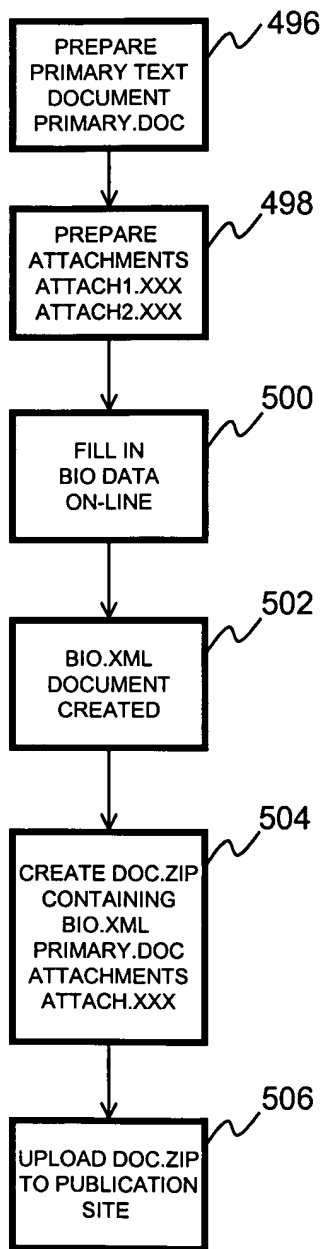 496
PREPARE
PRIMARY TEXT
DOCUMENT
PRIMARY.DOC
498
PREPARE
ATTACHMENTS
ATTACH1.XXX
ATTACH2.XXX
500
FILL IN
BIO DATA
ON-LINE
502
BIO.XML
DOCUMENT
CREATED
504
CREATE DOC.ZIP
CONTAINING
BIO.XML
PRIMARY.DOC
ATTACHMENTS
ATTACH.XXX
506
UPLOAD DOC.ZIP
TO PUBLICATION
SITE